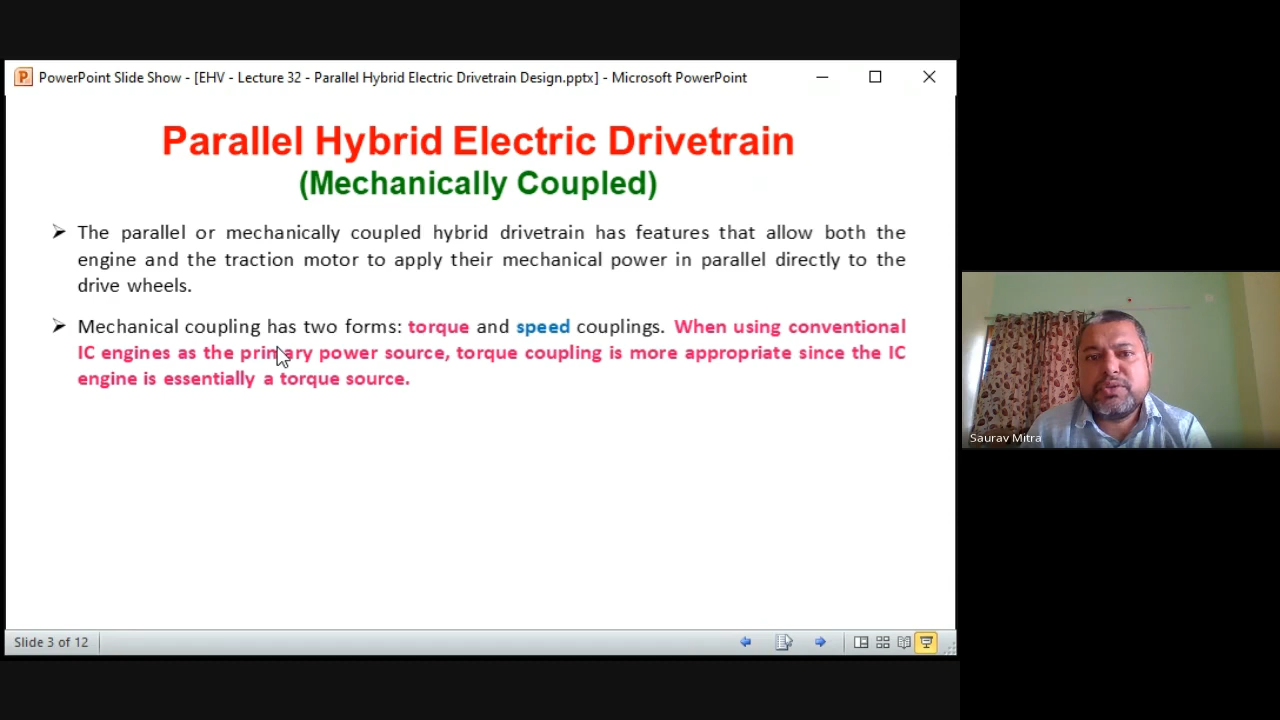 PowerPoint Slide Show - [EHV - Lecture 32 - Parallel Hybrid Electric Drivetrain Design.pptx] - Microsoft PowerPoint
Parallel Hybrid Electric Drivetrain
(Mechanically Coupled)
The parallel or mechanically coupled hybrid drivetrain has features that allow both the
engine and the traction motor to apply their mechanical power in parallel directly to the
drive wheels.
Mechanical coupling has two forms: torque and speed couplings. When using conventional
IC engines as the primary power source, torque coupling is more appropriate since the IC
engine is essentially a torque source.
Saurav Mitra
Slide 3 of 12